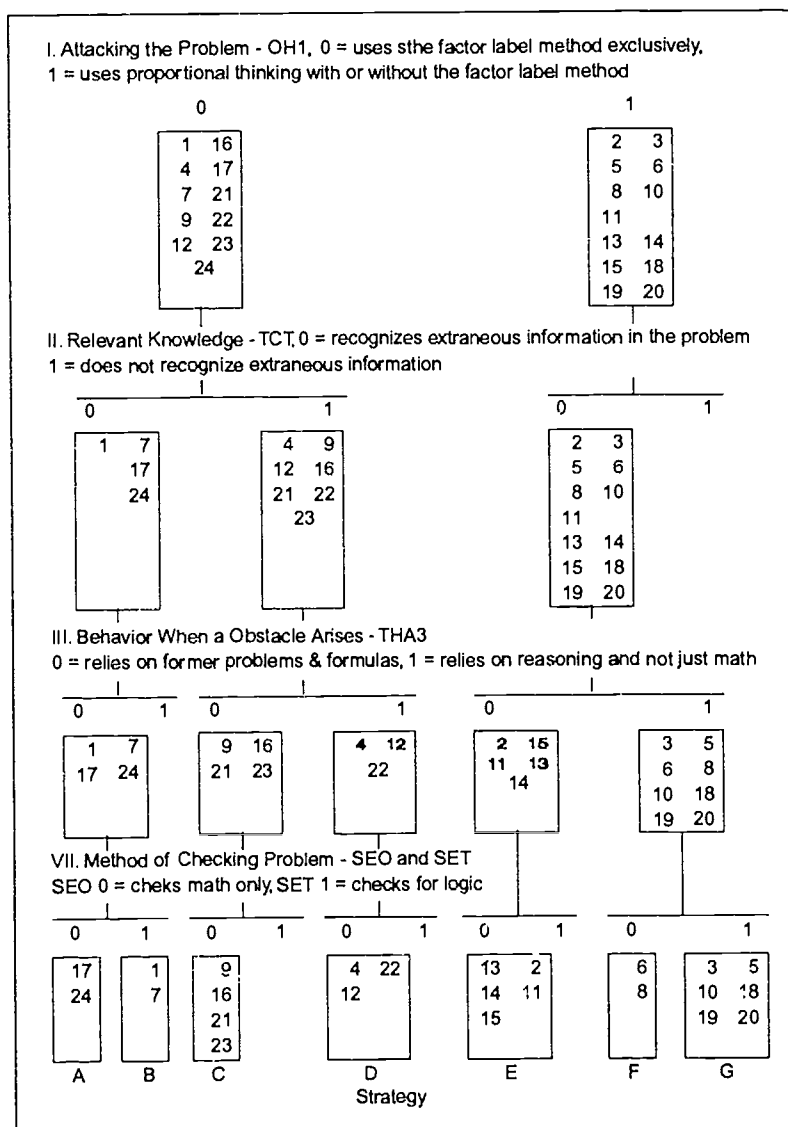 I. Attacking the Problem - OH1, 0 = uses sthe factor label method exclusively,
1 = uses proportional thinking with or without the factor label method
0 1
1 16 2 3
4 17 5 6
7 21 8 10
9 22 11
12 23 13 14
24 15 18
19 20
II. Relevant Knowledge - TCT, 0 = recognizes extraneous information in the problem
1 = does not recognize extraneous information
0 1 0 1
1 7 4 9 2 3
17 12 16 5 6
24 21 22 8 10
23 11
13 14
15 18
19 20
III. Behavior When a Obstacle Arises - THA3
0 = relies on former problems & formulas, 1 = relies on reasoning and not just math
0 1 0 1 0 1
1 7 9 16 4 12 2 15 3 5
17 24 21 23 22 11 13 6 8
14 10 18
19 20
VII. Method of Checking Problem - SEO and SET
SEO 0 = cheks math only, SET 1 = checks for logic
0 1 0 1 0 1 0 1 0 1
17 1 9 4 22 13 2 6 3 5
24 7 16 12 14 11 8 10 18
21 15 19 20
23
A B C D E F G
Strategy